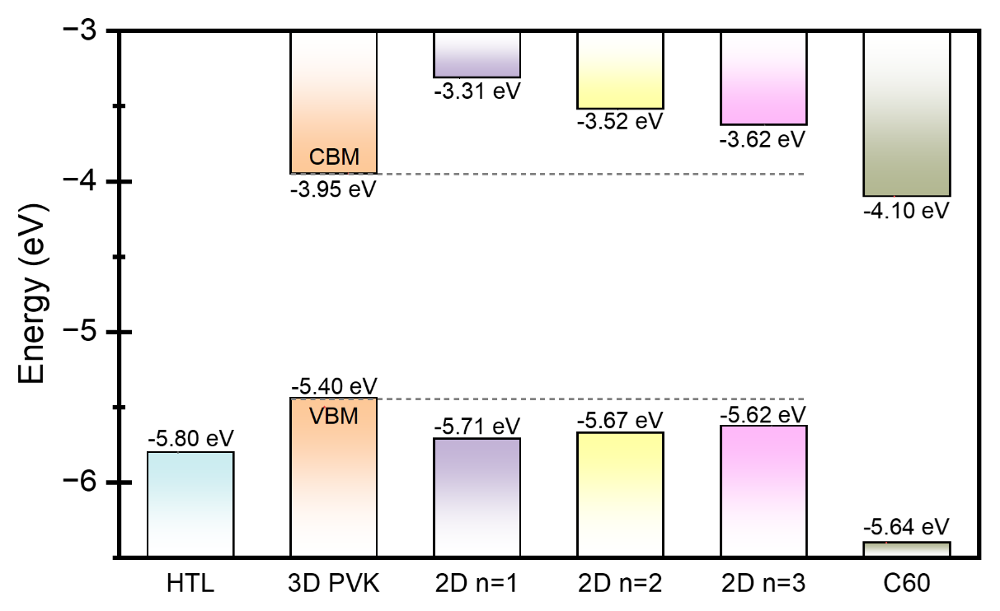 Energy (eV)
−3
−4
−5
−6
CBM
-3.95 eV
-3.31 eV
-3.52 eV
-3.62 eV
-4.10 eV
-5.80 eV
-5.40 eV
VBM
-5.71 eV
-5.67 eV
-5.62 eV
-5.64 eV
HTL
3D PVK
2D n=1
2D n=2
2D n=3
C60